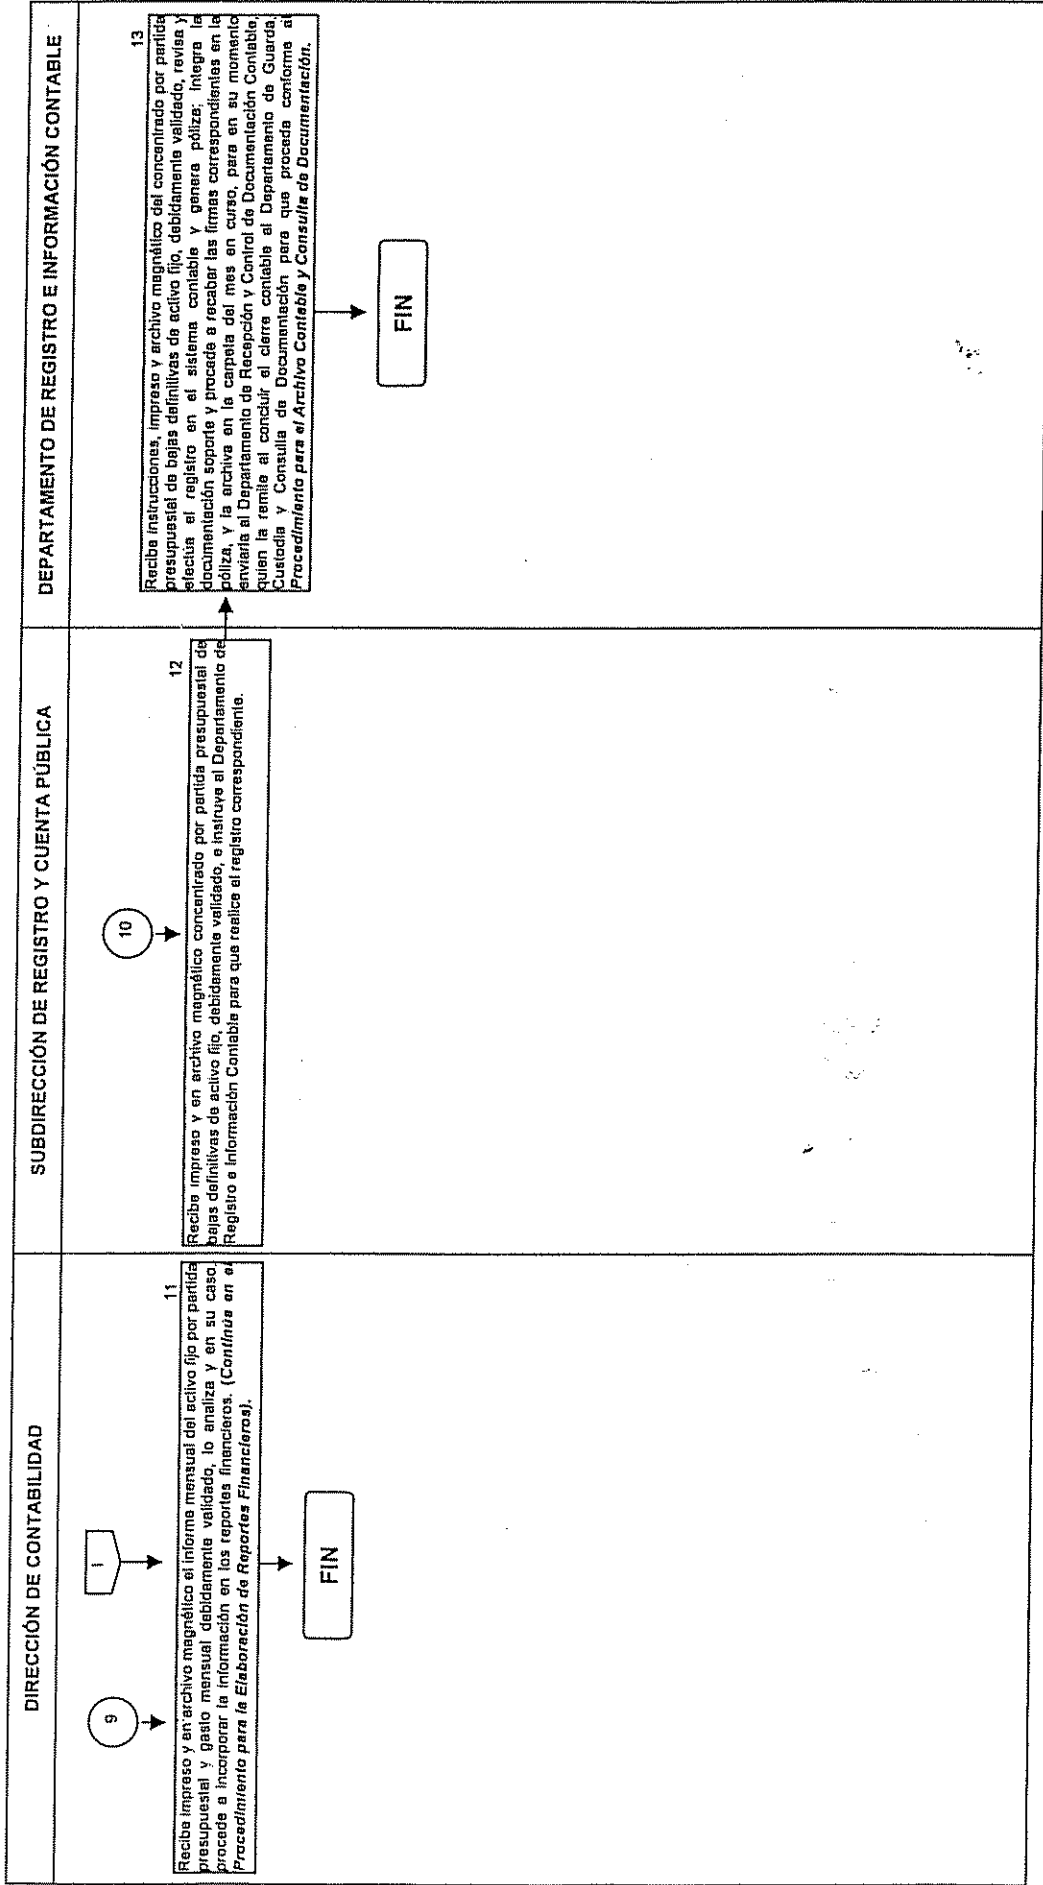 DIRECCIÓN DE CONTABILIDAD
9
I
11
Recibe impreso y en archivo magnético el informe mensual del activo fijo por partida
presupuestal y gasto mensual debidamente validado, lo analiza y en su caso,
procede a incorporar la información en los reportes financieros. (Continúa en el
Procedimiento para la Elaboración de Reportes Financieros).
FIN
SUBDIRECCIÓN DE REGISTRO Y CUENTA PÚBLICA
10
12
Recibe impreso y en archivo magnético concentrado por partida presupuestal de
bajas definitivas de activo fijo, debidamente validado, e instruye al Departamento de
Registro e Información Contable para que realice el registro correspondiente.
DEPARTAMENTO DE REGISTRO E INFORMACIÓN CONTABLE
13
Recibe instrucciones, impreso y archivo magnético del concentrado por partida
presupuestal de bajas definitivas de activo fijo, debidamente validado, revisa y
efectúa el registro en el sistema contable y genera póliza; integra la
documentación soporte y procede a recabar las firmas correspondientes en la
póliza, y la archiva en la carpeta del mes en curso, para en su momento
enviarla al Departamento de Recepción y Control de Documentación Contable,
quien la remite al concluir el cierre contable al Departamento de Guarda,
Custodia y Consulta de Documentación para que proceda conforme al
Procedimiento para el Archivo Contable y Consulta de Documentación.
FIN